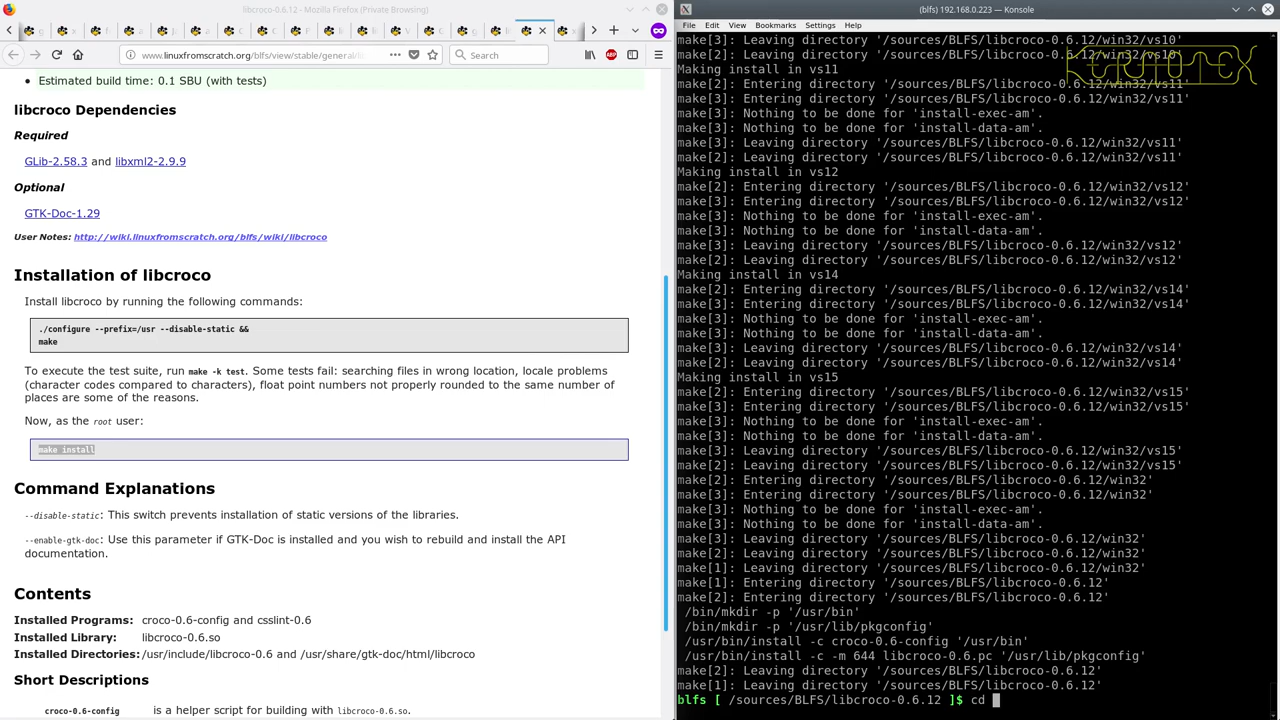 libcroco-0.6.12 - Mozilla Firefox (Private Browsing)
www.linuxfromscratch.org/blfs/view/stable/general/li
Search
Estimated build time: 0.1 SBU (with tests)
libcroco Dependencies
Required
GLib-2.58.3 and libxml2-2.9.9
Optional
GTK-Doc-1.29
User Notes: http://wiki.linuxfromscratch.org/blfs/wiki/libcroco
Installation of libcroco
Install libcroco by running the following commands:
./configure --prefix=/usr --disable-static &&
make
To execute the test suite, run make -k test. Some tests fail: searching files in wrong location, locale problems
(character codes compared to characters), float point numbers not properly rounded to the same number of
places are some of the reasons.
Now, as the root user:
make install
Command Explanations
--disable-static: This switch prevents installation of static versions of the libraries.
--enable-gtk-doc: Use this parameter if GTK-Doc is installed and you wish to rebuild and install the API
documentation.
Contents
Installed Programs: croco-0.6-config and csslint-0.6
Installed Library: libcroco-0.6.so
Installed Directories: /usr/include/libcroco-0.6 and /usr/share/gtk-doc/html/libcroco
Short Descriptions
croco-0.6-config is a helper script for building with libcroco-0.6.so.
(blfs) 192.168.0.223 — Konsole
File Edit View Bookmarks Settings Help
make[3]: Leaving directory '/sources/BLFS/libcroco-0.6.12/win32/vs10'
make[2]: Leaving directory '/sources/BLFS/libcroco-0.6.12/win32/vs10'
Making install in vs11
make[2]: Entering directory '/sources/BLFS/libcroco-0.6.12/win32/vs11'
make[3]: Entering directory '/sources/BLFS/libcroco-0.6.12/win32/vs11'
make[3]: Nothing to be done for 'install-exec-am'.
make[3]: Nothing to be done for 'install-data-am'.
make[3]: Leaving directory '/sources/BLFS/libcroco-0.6.12/win32/vs11'
make[2]: Leaving directory '/sources/BLFS/libcroco-0.6.12/win32/vs11'
Making install in vs12
make[2]: Entering directory '/sources/BLFS/libcroco-0.6.12/win32/vs12'
make[3]: Entering directory '/sources/BLFS/libcroco-0.6.12/win32/vs12'
make[3]: Nothing to be done for 'install-exec-am'.
make[3]: Nothing to be done for 'install-data-am'.
make[3]: Leaving directory '/sources/BLFS/libcroco-0.6.12/win32/vs12'
make[2]: Leaving directory '/sources/BLFS/libcroco-0.6.12/win32/vs12'
Making install in vs14
make[2]: Entering directory '/sources/BLFS/libcroco-0.6.12/win32/vs14'
make[3]: Entering directory '/sources/BLFS/libcroco-0.6.12/win32/vs14'
make[3]: Nothing to be done for 'install-exec-am'.
make[3]: Nothing to be done for 'install-data-am'.
make[3]: Leaving directory '/sources/BLFS/libcroco-0.6.12/win32/vs14'
make[2]: Leaving directory '/sources/BLFS/libcroco-0.6.12/win32/vs14'
Making install in vs15
make[2]: Entering directory '/sources/BLFS/libcroco-0.6.12/win32/vs15'
make[3]: Entering directory '/sources/BLFS/libcroco-0.6.12/win32/vs15'
make[3]: Nothing to be done for 'install-exec-am'.
make[3]: Nothing to be done for 'install-data-am'.
make[3]: Leaving directory '/sources/BLFS/libcroco-0.6.12/win32/vs15'
make[2]: Leaving directory '/sources/BLFS/libcroco-0.6.12/win32/vs15'
make[2]: Entering directory '/sources/BLFS/libcroco-0.6.12/win32'
make[3]: Entering directory '/sources/BLFS/libcroco-0.6.12/win32'
make[3]: Nothing to be done for 'install-exec-am'.
make[3]: Nothing to be done for 'install-data-am'.
make[3]: Leaving directory '/sources/BLFS/libcroco-0.6.12/win32'
make[2]: Leaving directory '/sources/BLFS/libcroco-0.6.12/win32'
make[1]: Leaving directory '/sources/BLFS/libcroco-0.6.12/win32'
make[1]: Entering directory '/sources/BLFS/libcroco-0.6.12'
make[2]: Entering directory '/sources/BLFS/libcroco-0.6.12'
/bin/mkdir -p '/usr/bin'
/bin/mkdir -p '/usr/lib/pkgconfig'
/usr/bin/install -c croco-0.6-config '/usr/bin'
/usr/bin/install -c -m 644 libcroco-0.6.pc '/usr/lib/pkgconfig'
make[2]: Leaving directory '/sources/BLFS/libcroco-0.6.12'
make[1]: Leaving directory '/sources/BLFS/libcroco-0.6.12'
blfs [ /sources/BLFS/libcroco-0.6.12 ]$ cd